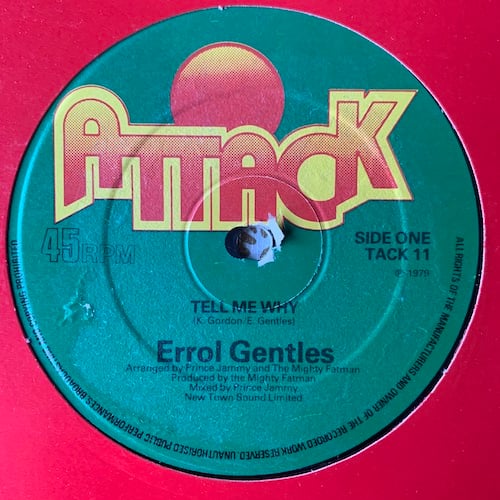 ATTACK
45 RPM
SIDE ONE
TACK 11
℗ 1979
TELL ME WHY
(K. Gordon/E. Gentles)
Errol Gentles
Arranged by Prince Jammy and The Mighty Fatman
Produced by the Mighty Fatman
Mixed by Prince Jammy
New Town Sound Limited.
ALL RIGHTS OF THE MANUFACTURERS AND OWNER OF THE RECORDED WORK RESERVED. UNAUTHORISED PUBLIC PERFORMANCES, PROHIBITED